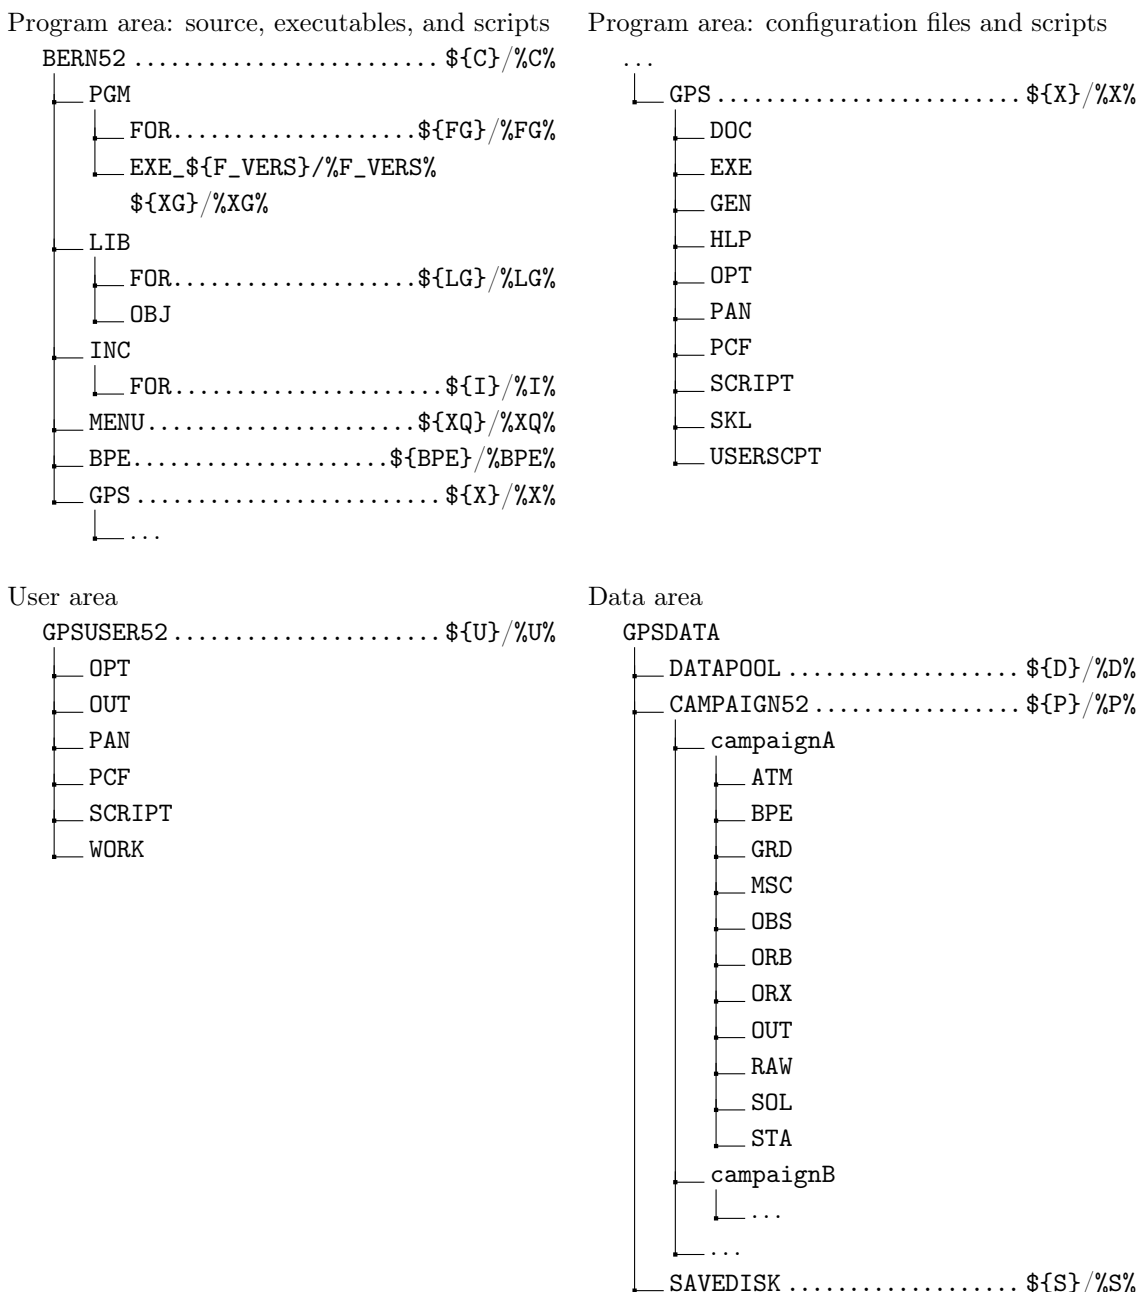 Program area: source, executables, and scripts
BERN52 ......................... ${C}/%C%
PGM
FOR.................... ${FG}/%FG%
EXE_${F_VERS}/%F_VERS%
${XG}/%XG%
LIB
FOR.................... ${LG}/%LG%
OBJ
INC
FOR...................... ${I}/%I%
MENU...................... ${XQ}/%XQ%
BPE..................... ${BPE}/%BPE%
GPS ......................... ${X}/%X%
...
Program area: configuration files and scripts
...
GPS ......................... ${X}/%X%
DOC
EXE
GEN
HLP
OPT
PAN
PCF
SCRIPT
SKL
USERSCPT
User area
GPSUSER52 ...................... ${U}/%U%
OPT
OUT
PAN
PCF
SCRIPT
WORK
Data area
GPSDATA
DATAPOOL ................... ${D}/%D%
CAMPAIGN52 ................. ${P}/%P%
campaignA
ATM
BPE
GRD
MSC
OBS
ORB
ORX
OUT
RAW
SOL
STA
campaignB
...
...
SAVEDISK ................... ${S}/%S%